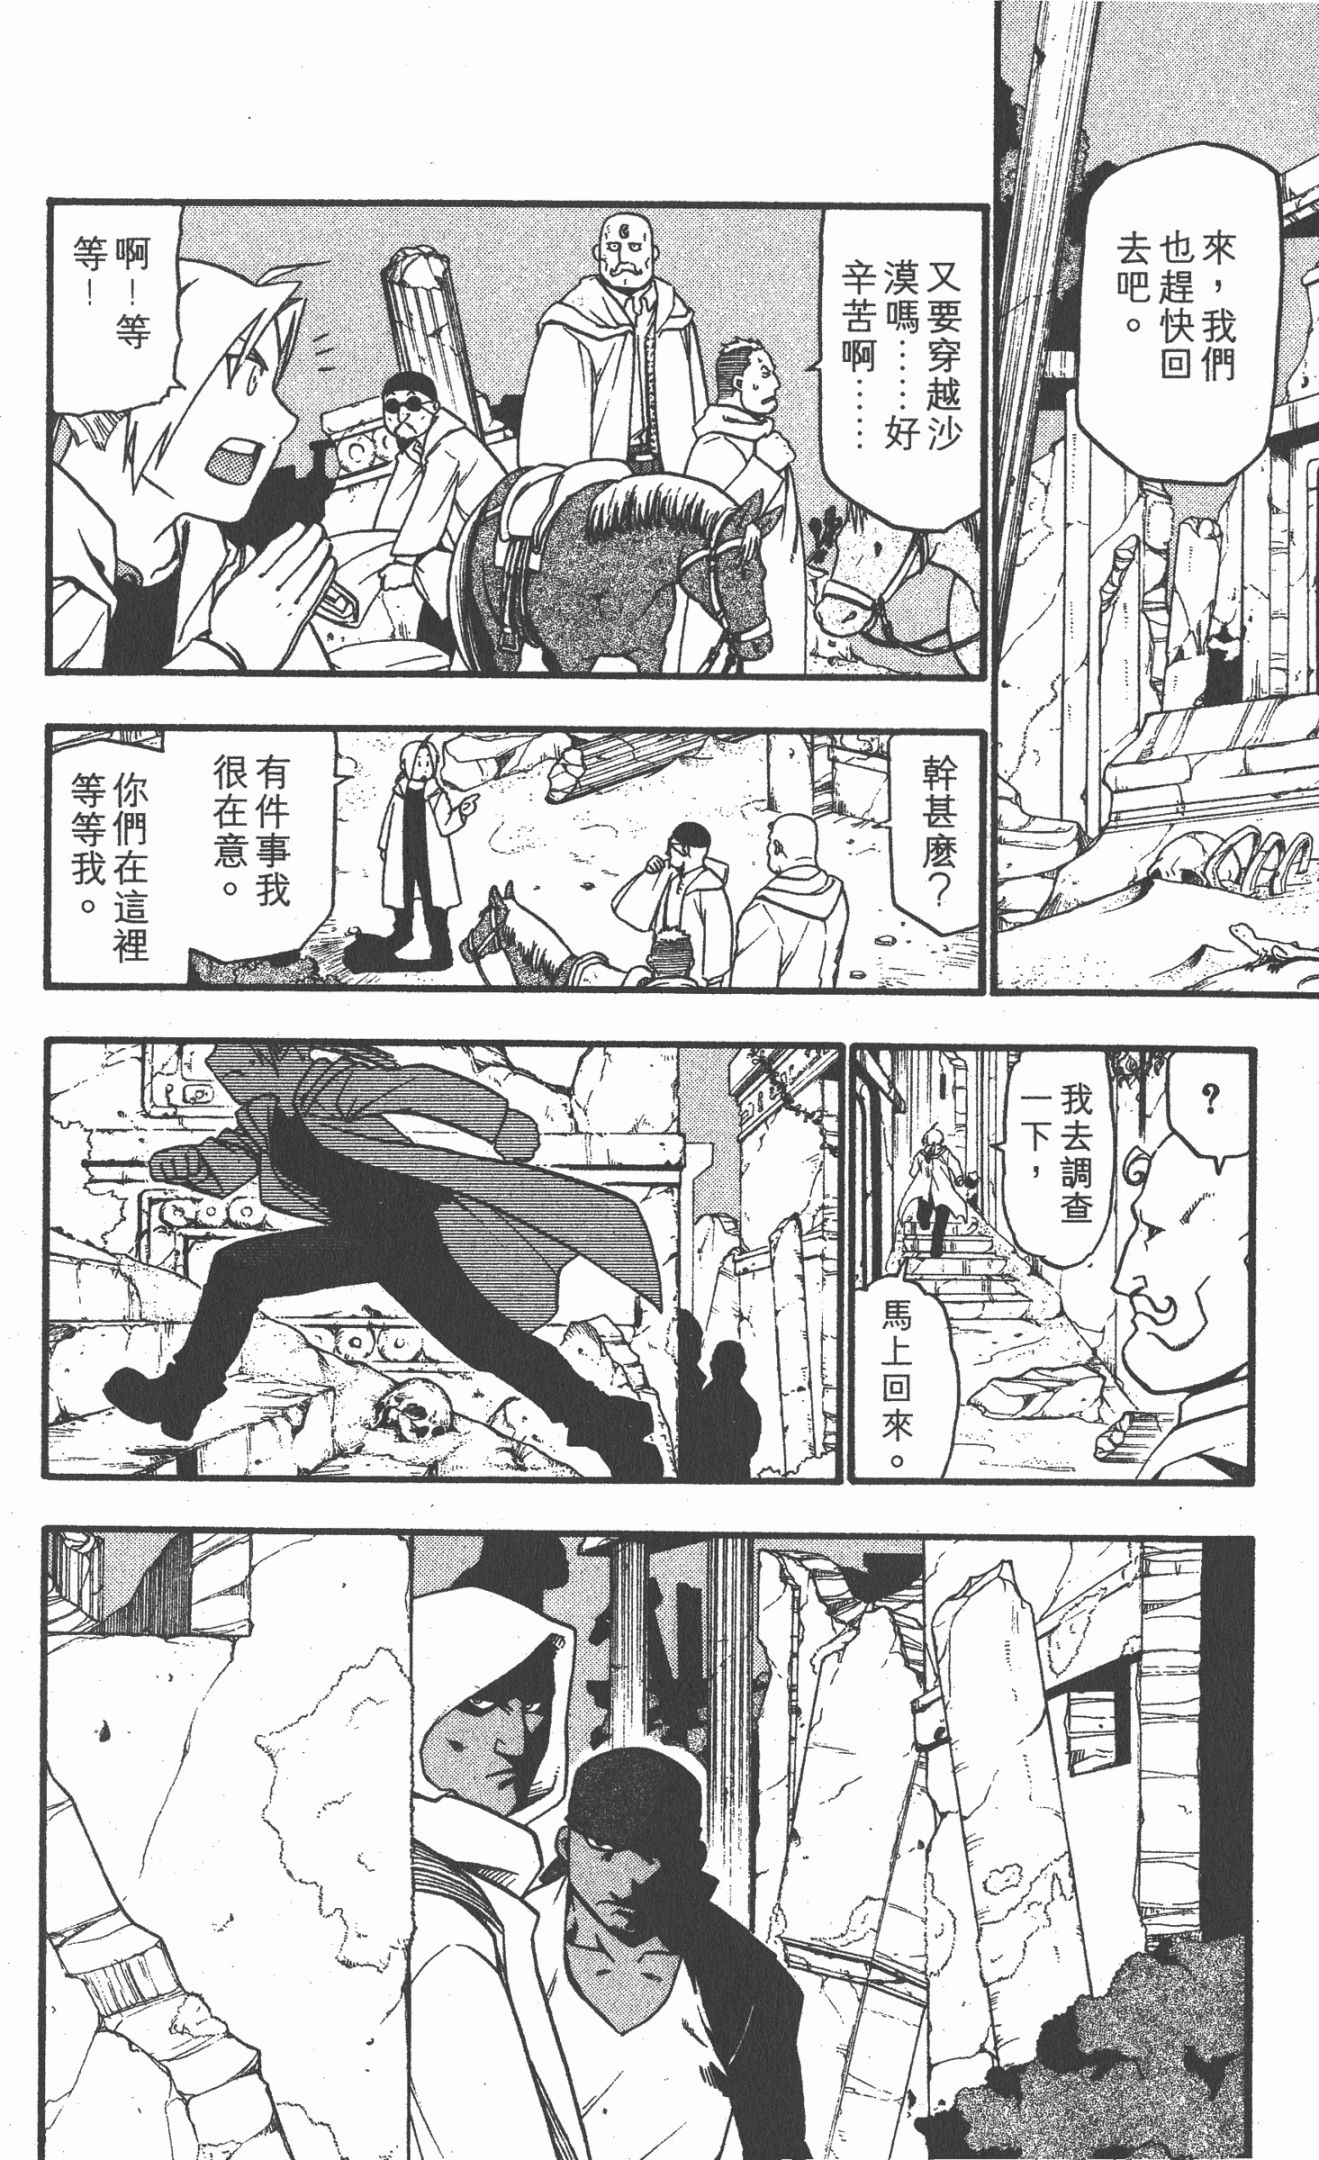 來，我們
也趕快回
去吧。
又要穿越沙
漠嗎……好
辛苦啊……
啊！等
等！
幹甚麼？
有件事我
很在意。
你們在這裡
等等我。
？
我去調查
一下，
馬上回來。